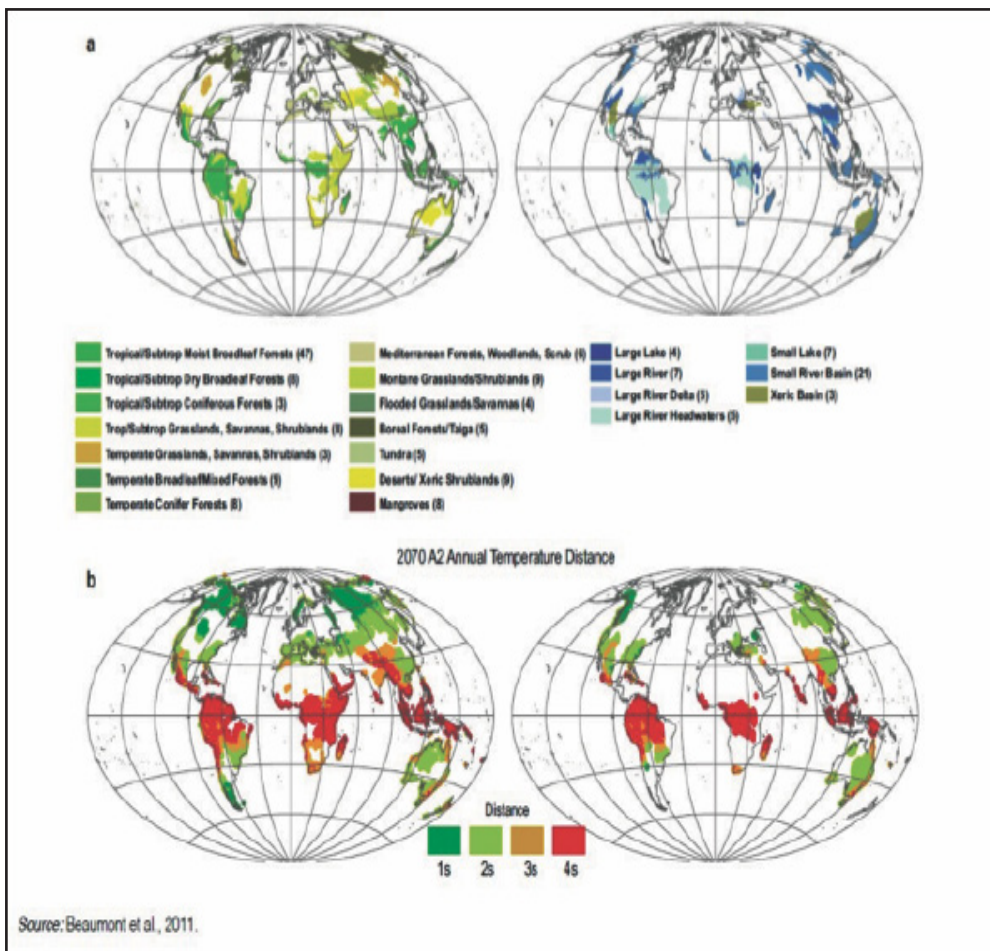 a
Tropical/Subtrop Moist Broadleaf Forests (47)
Tropical/Subtrop Dry Broadleaf Forests (8)
Tropical/Subtrop Coniferous Forests (3)
Trop/Subtrop Grasslands, Savannas, Shrublands (8)
Temperate Grasslands, Savannas, Shrublands (3)
Temperate Broadleaf/Mixed Forests (9)
Temperate Conifer Forests (8)
Mediterranean Forests, Woodlands, Scrub (6)
Montane Grasslands/Shrublands (9)
Flooded Grasslands/Savannas (4)
Boreal Forests/Taiga (5)
Tundra (5)
Deserts/ Xeric Shrublands (9)
Mangroves (8)
Large Lake (4)
Large River (7)
Large River Delta (5)
Large River Headwaters (5)
Small Lake (7)
Small River Basin (21)
Xeric Basin (3)
2070 A2 Annual Temperature Distance
b
Distance
1s 2s 3s 4s
Source: Beaumont et al., 2011.